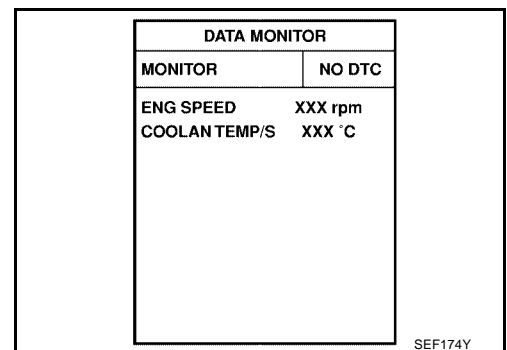 DATA MONITOR
MONITOR NO DTC
ENG SPEED XXX rpm
COOLAN TEMP/S XXX °C
SEF174Y